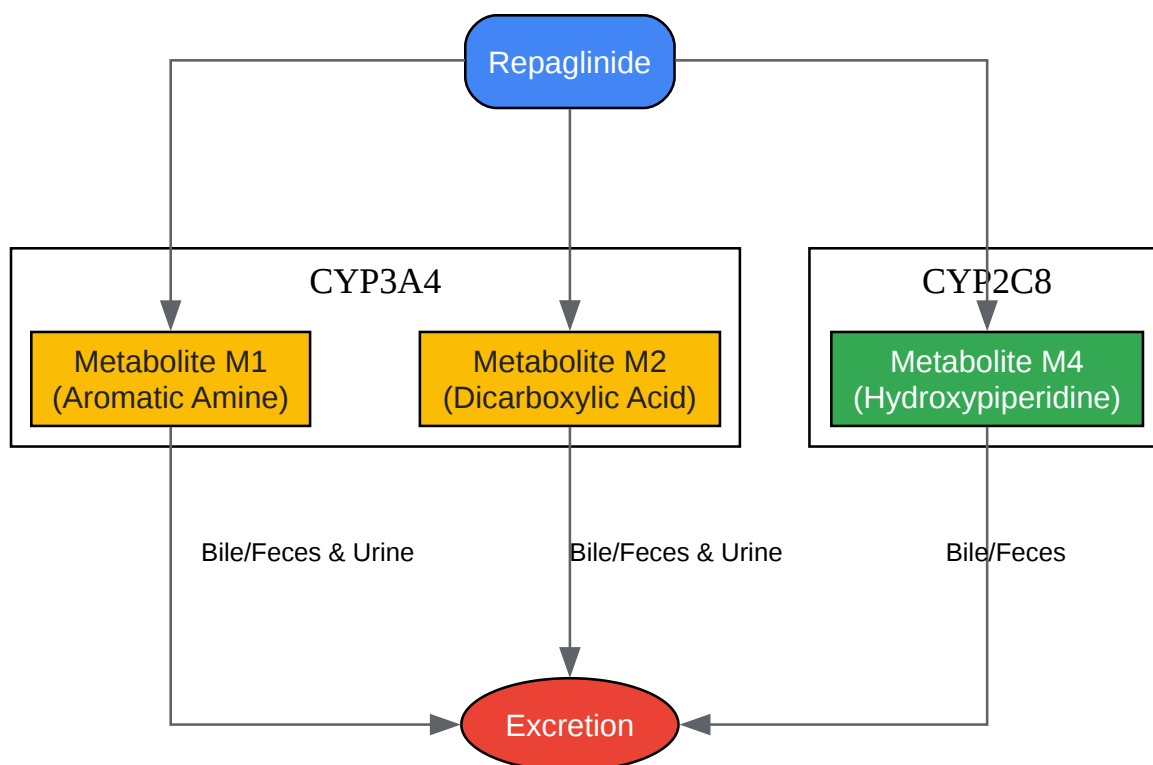 Repaglinide
CYP3A4
CYP2C8
Metabolite M1
(Aromatic Amine)
Metabolite M2
(Dicarboxylic Acid)
Metabolite M4
(Hydroxypiperidine)
Bile/Feces & Urine
Bile/Feces & Urine
Bile/Feces
Excretion